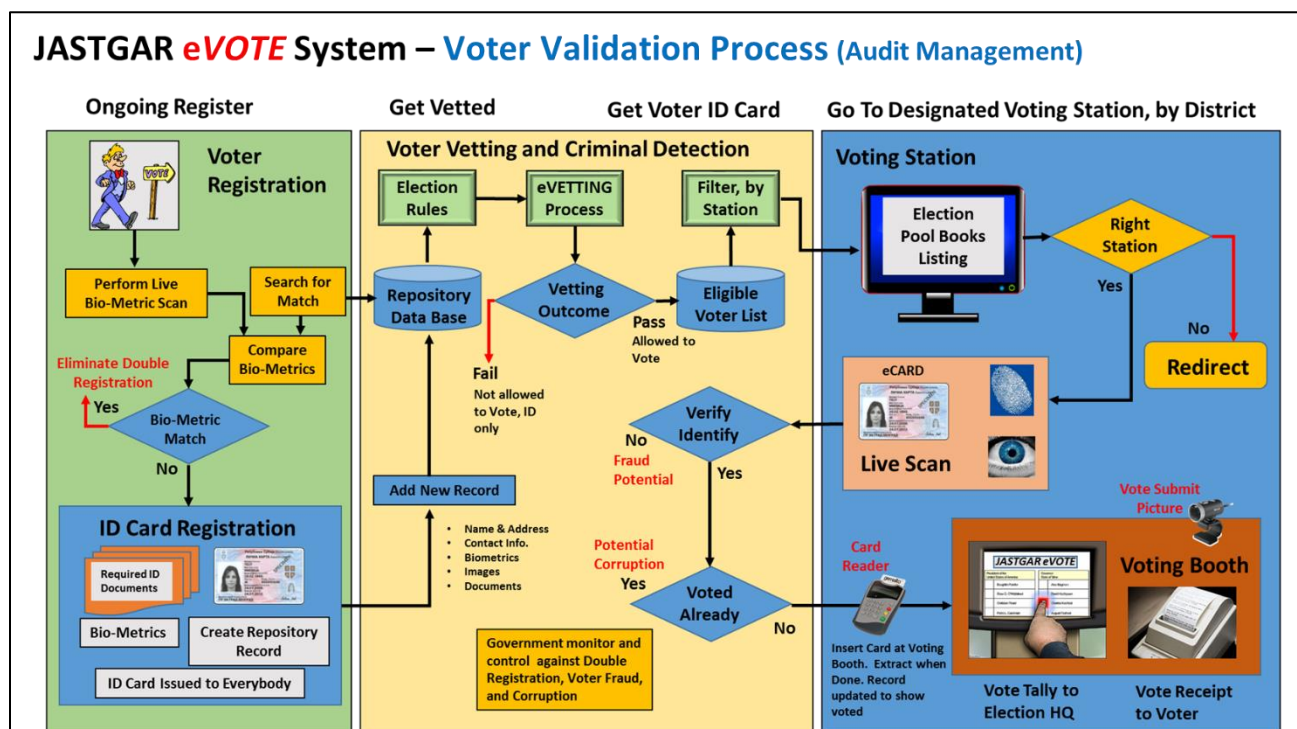 JASTGAR eVOTE System – Voter Validation Process (Audit Management)
Ongoing Register
Get Vetted
Get Voter ID Card
Go To Designated Voting Station, by District
VOTE
Voter
Registration
Perform Live
Bio-Metric Scan
Search for
Match
Compare
Bio-Metrics
Eliminate Double
Registration
Yes
Bio-Metric
Match
No
ID Card Registration
Required ID
Documents
Bio-Metrics
Create Repository
Record
ID Card Issued to Everybody
Voter Vetting and Criminal Detection
Election
Rules
eVETTING
Process
Filter, by
Station
Repository
Data Base
Vetting
Outcome
Eligible
Voter List
Pass
Allowed to
Vote
Fail
Not allowed
to Vote, ID
only
Verify
Identify
No
Fraud
Potential
Yes
Add New Record
• Name & Address
• Contact Info.
• Biometrics
• Images
• Documents
Potential
Corruption
Yes
Voted
Already
No
Government monitor and
control against Double
Registration, Voter Fraud,
and Corruption
Voting Station
Election
Pool Books
Listing
Right
Station
Yes
No
Redirect
eCARD
Live Scan
Vote Submit
Picture
Card
Reader
JASTGAR eVOTE
Voting Booth
Insert Card at Voting
Booth. Extract when
Done. Record
updated to show
voted
Vote Tally to
Election HQ
Vote Receipt
to Voter